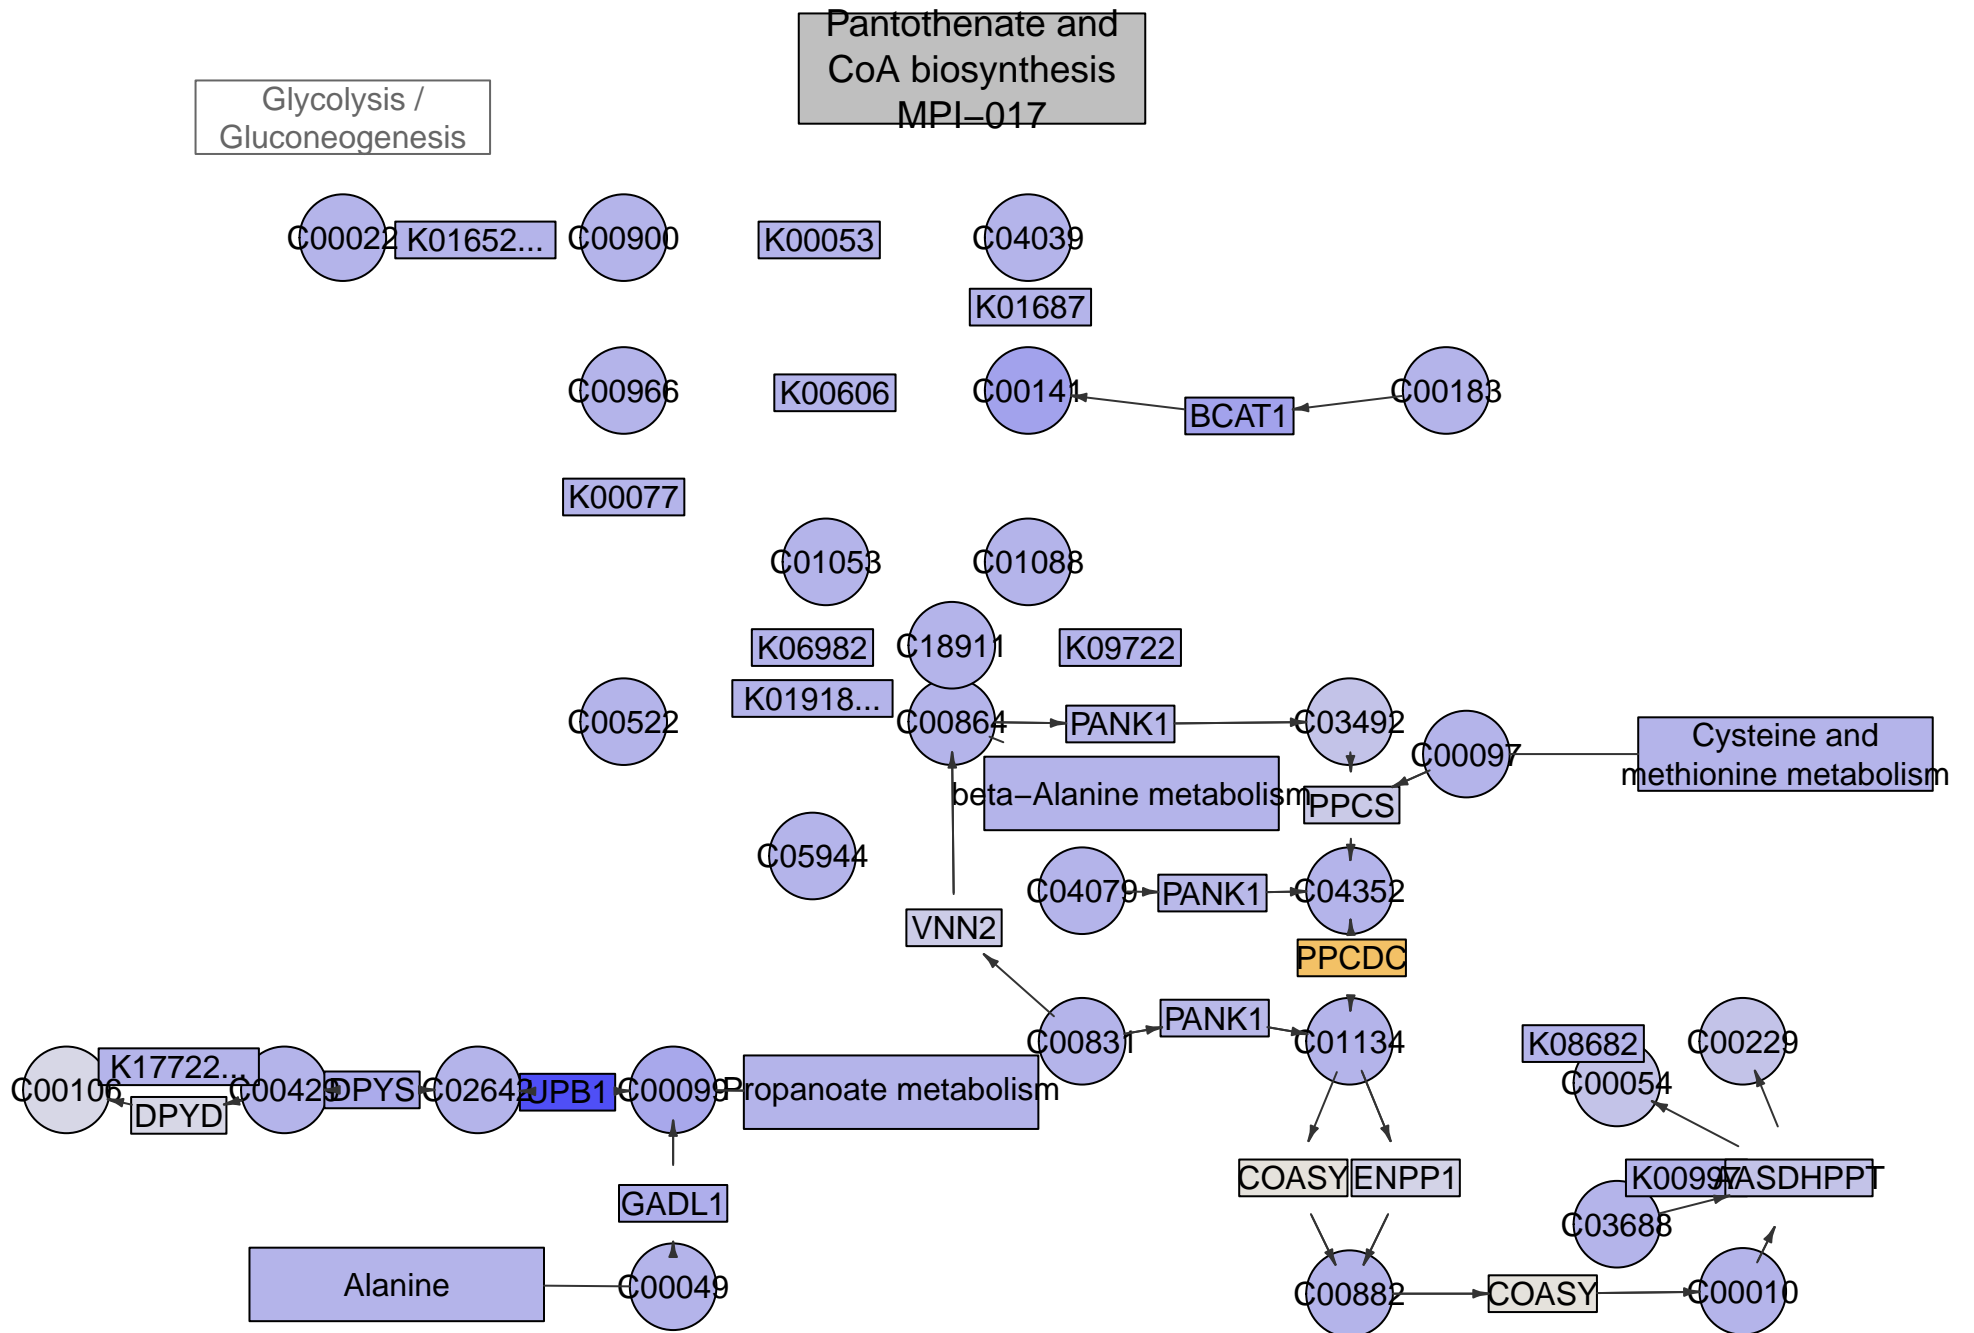 Pantothenate and
CoA biosynthesis
MPI−017
Glycolysis /
Gluconeogenesis
C00022
K01652...
C00900
K00053
C04039
K01687
C00966
K00606
C00141
BCAT1
C00183
K00077
C01053
C01088
K06982
C18911
K09722
K01918...
C00522
C00864
PANK1
C03492
C00097
Cysteine and
methionine metabolism
beta−Alanine metabolism
PPCS
C05944
C04079
PANK1
C04352
VNN2
PPCDC
C00831
PANK1
C01134
K08682
C00229
C00054
C00106
K17722...
DPYD
C00429
DPYS
C02642
UPB1
C00099
Propanoate metabolism
COASY
ENPP1
K00997
AASDHPPT
GADL1
C03688
Alanine
C00049
C00882
COASY
C00010